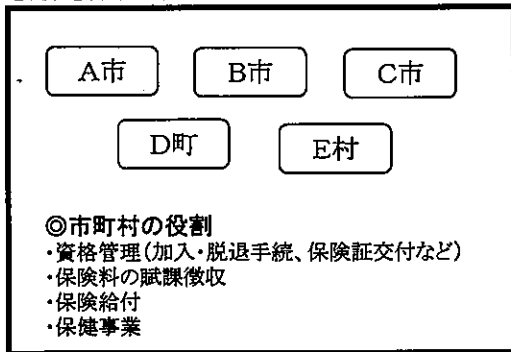 A市 B市 C市
D町 E村
◎市町村の役割
・資格管理(加入・脱退手続、保険証交付など)
・保険料の賦課徴収
・保険給付
・保健事業